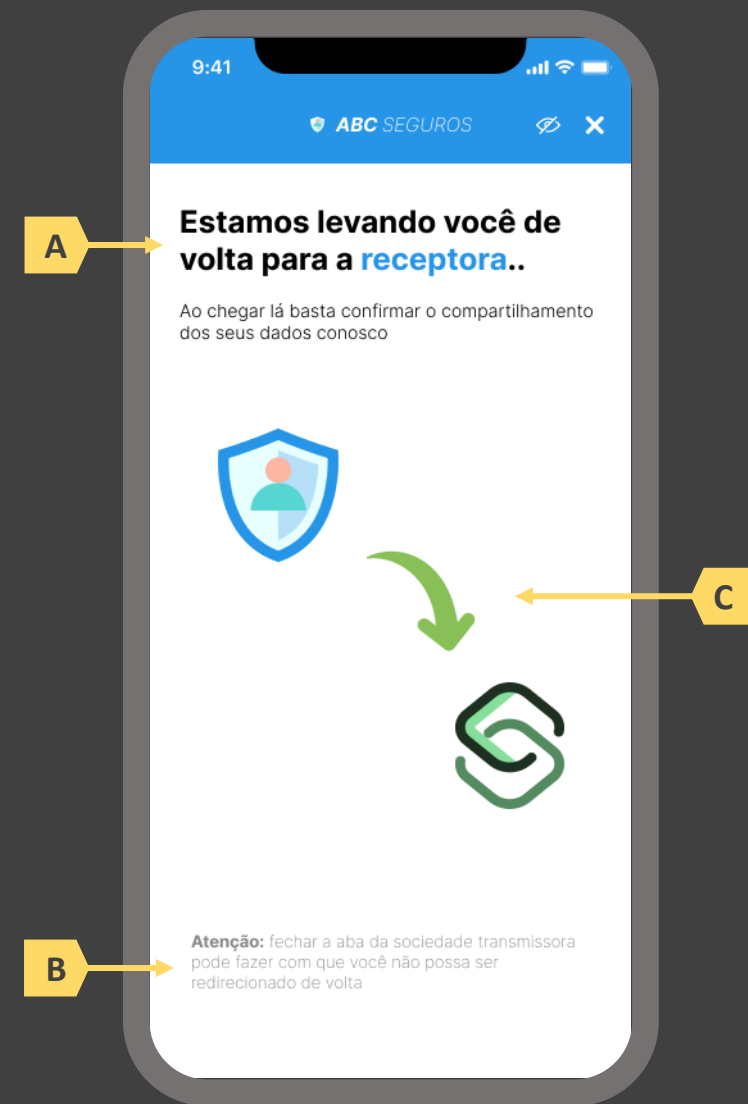 9:41
ABC SEGUROS
Estamos levando você de
volta para a receptora..
A
Ao chegar lá basta confirmar o compartilhamento
dos seus dados conosco
C
Atenção: fechar a aba da sociedade transmissora
pode fazer com que você não possa ser
redirecionado de volta
B